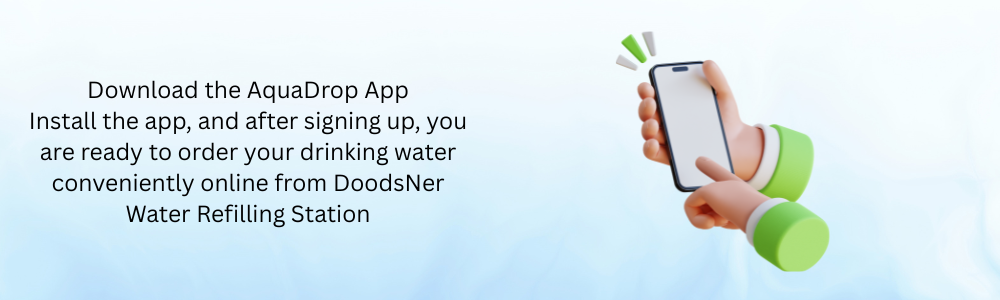 Download the AquaDrop App
Install the app, and after signing up, you
are ready to order your drinking water
conveniently online from DoodsNer
Water Refilling Station